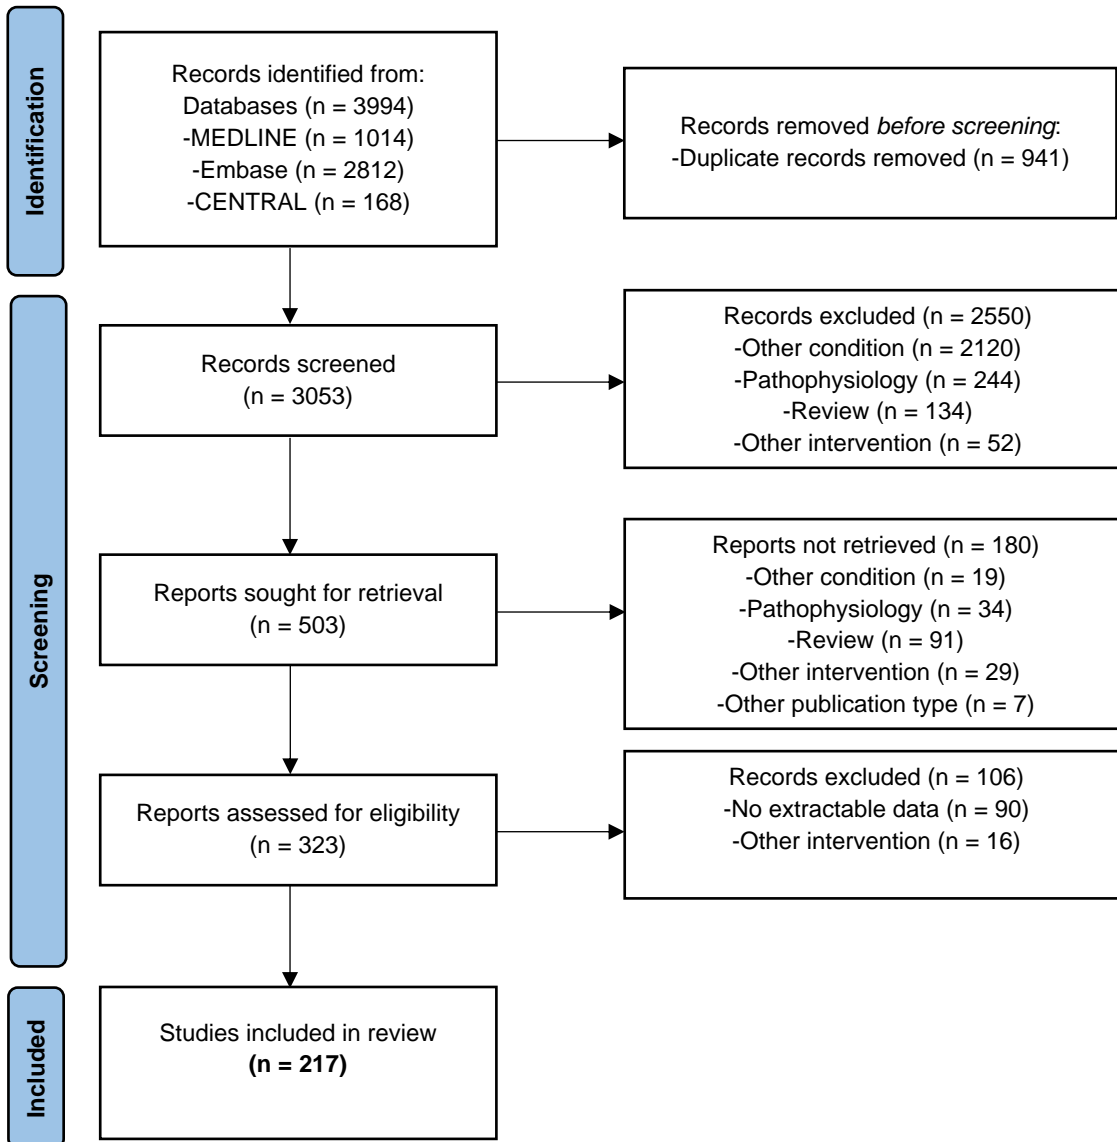 Identification
Records identified from:
Databases (n = 3994)
-MEDLINE (n = 1014)
-Embase (n = 2812)
-CENTRAL (n = 168)
Records removed before screening:
-Duplicate records removed (n = 941)
Screening
Records screened
(n = 3053)
Records excluded (n = 2550)
-Other condition (n = 2120)
-Pathophysiology (n = 244)
-Review (n = 134)
-Other intervention (n = 52)
Reports sought for retrieval
(n = 503)
Reports not retrieved (n = 180)
-Other condition (n = 19)
-Pathophysiology (n = 34)
-Review (n = 91)
-Other intervention (n = 29)
-Other publication type (n = 7)
Reports assessed for eligibility
(n = 323)
Records excluded (n = 106)
-No extractable data (n = 90)
-Other intervention (n = 16)
Included
Studies included in review
(n = 217)